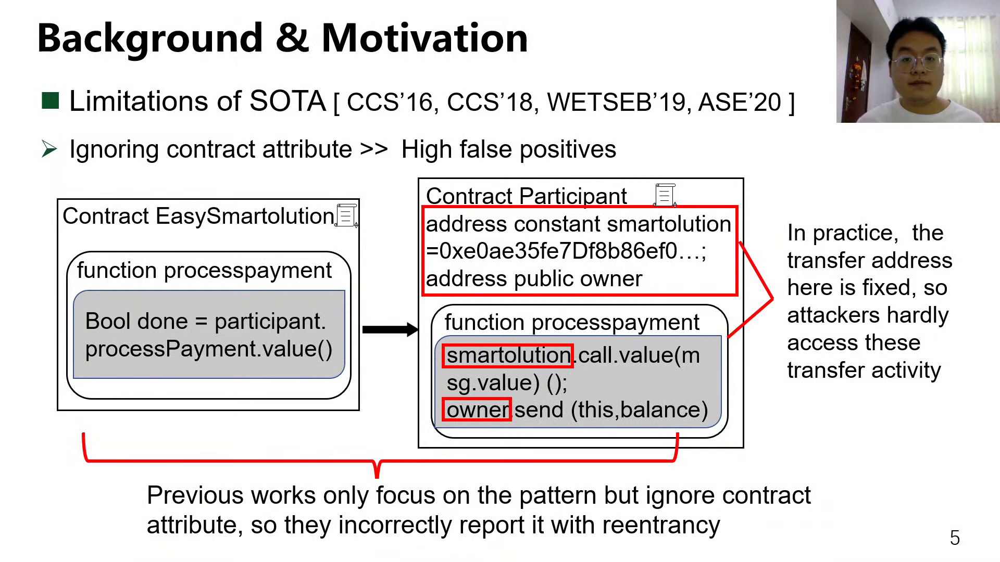 Background & Motivation
Limitations of SOTA [ CCS’16, CCS’18, WETSEB’19, ASE’20 ]
Ignoring contract attribute >> High false positives
Contract EasySmartolution
function processpayment
Bool done = participant.
processPayment.value()
Contract Participant
address constant smartolution
=0xe0ae35fe7Df8b86ef0…;
address public owner
function processpayment
smartolution.call.value(m
sg.value) ();
owner.send (this,balance)
In practice, the
transfer address
here is fixed, so
attackers hardly
access these
transfer activity
Previous works only focus on the pattern but ignore contract
attribute, so they incorrectly report it with reentrancy
5